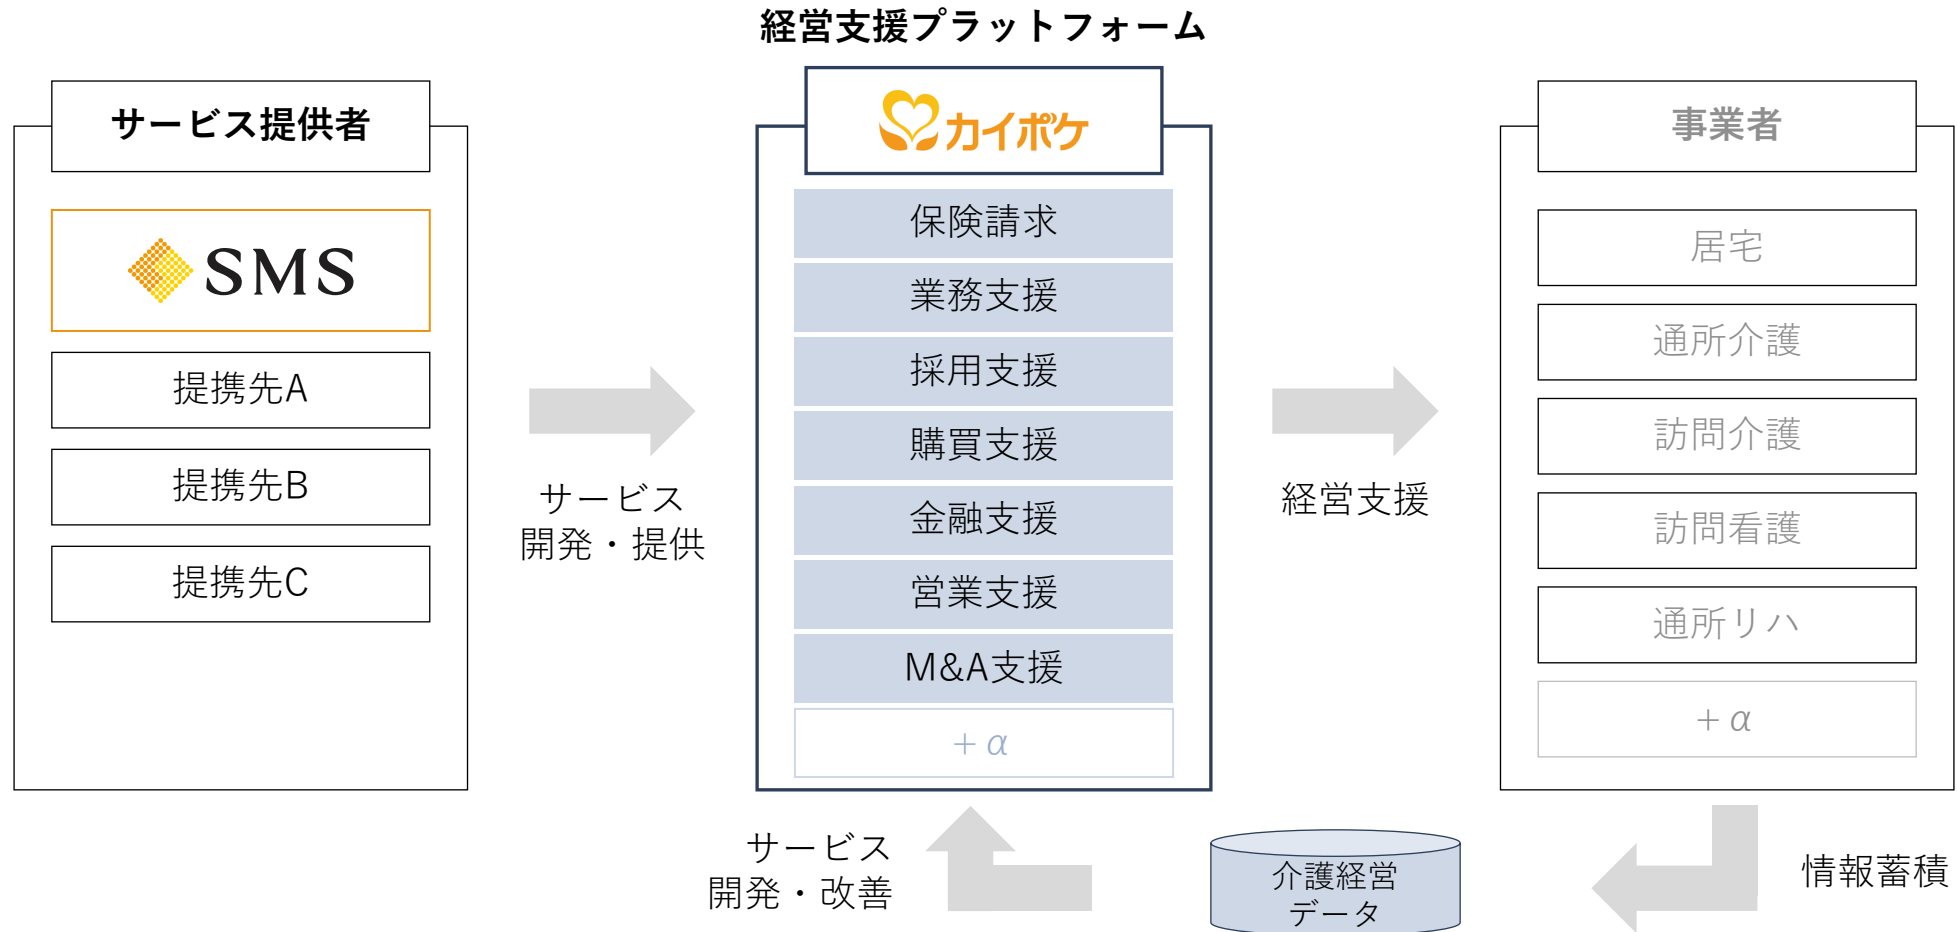 経営支援プラットフォーム
サービス提供者
SMS
提携先A
提携先B
提携先C
サービス
開発・提供
カイポケ
保険請求
業務支援
採用支援
購買支援
金融支援
営業支援
M&A支援
＋α
経営支援
事業者
居宅
通所介護
訪問介護
訪問看護
通所リハ
＋α
サービス
開発・改善
介護経営
データ
情報蓄積